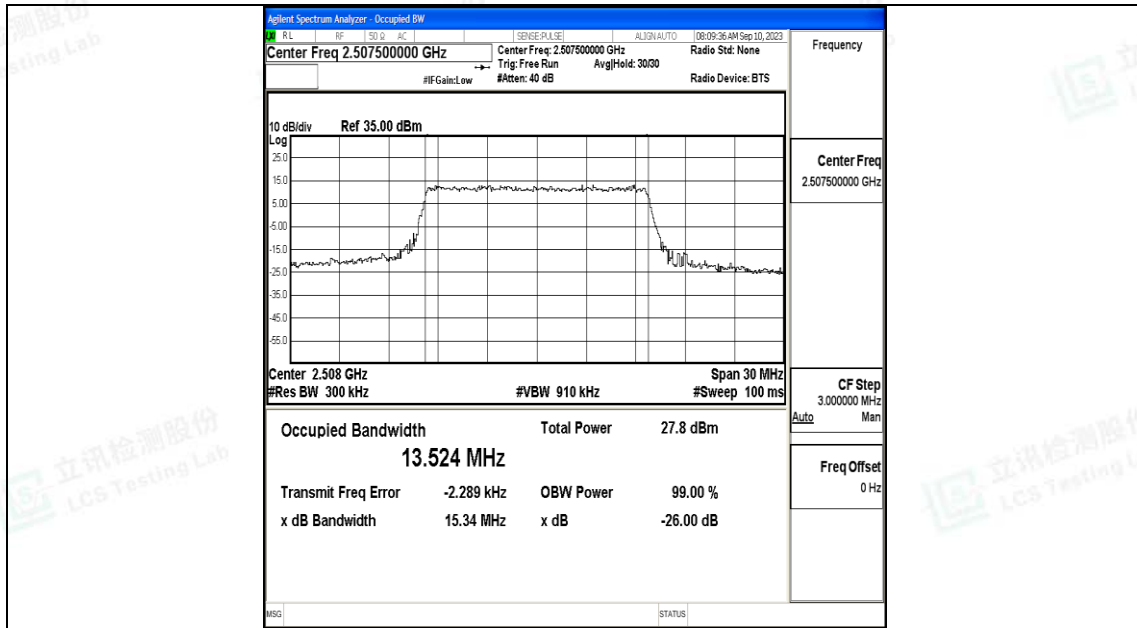 Agilent Spectrum Analyzer - Occupied BW
LXI RL RF 50 Ω AC SENSE:PULSE ALIGN AUTO 08:09:36 AM Sep 10, 2023
Center Freq 2.507500000 GHz
Center Freq: 2.507500000 GHz Radio Std: None
Trig: Free Run Avg|Hold: 30/30
#IFGain:Low #Atten: 40 dB Radio Device: BTS
10 dB/div Ref 35.00 dBm
Log
25.0
15.0
5.00
-5.00
-15.0
-25.0
-35.0
-45.0
-55.0
Center 2.508 GHz Span 30 MHz
#Res BW 300 kHz #VBW 910 kHz #Sweep 100 ms
Occupied Bandwidth Total Power 27.8 dBm
13.524 MHz
Transmit Freq Error -2.289 kHz OBW Power 99.00 %
x dB Bandwidth 15.34 MHz x dB -26.00 dB
MSG STATUS
Frequency
Center Freq
2.507500000 GHz
CF Step
3.000000 MHz
Auto Man
Freq Offset
0 Hz
立讯检测股份
LCS Testing Lab